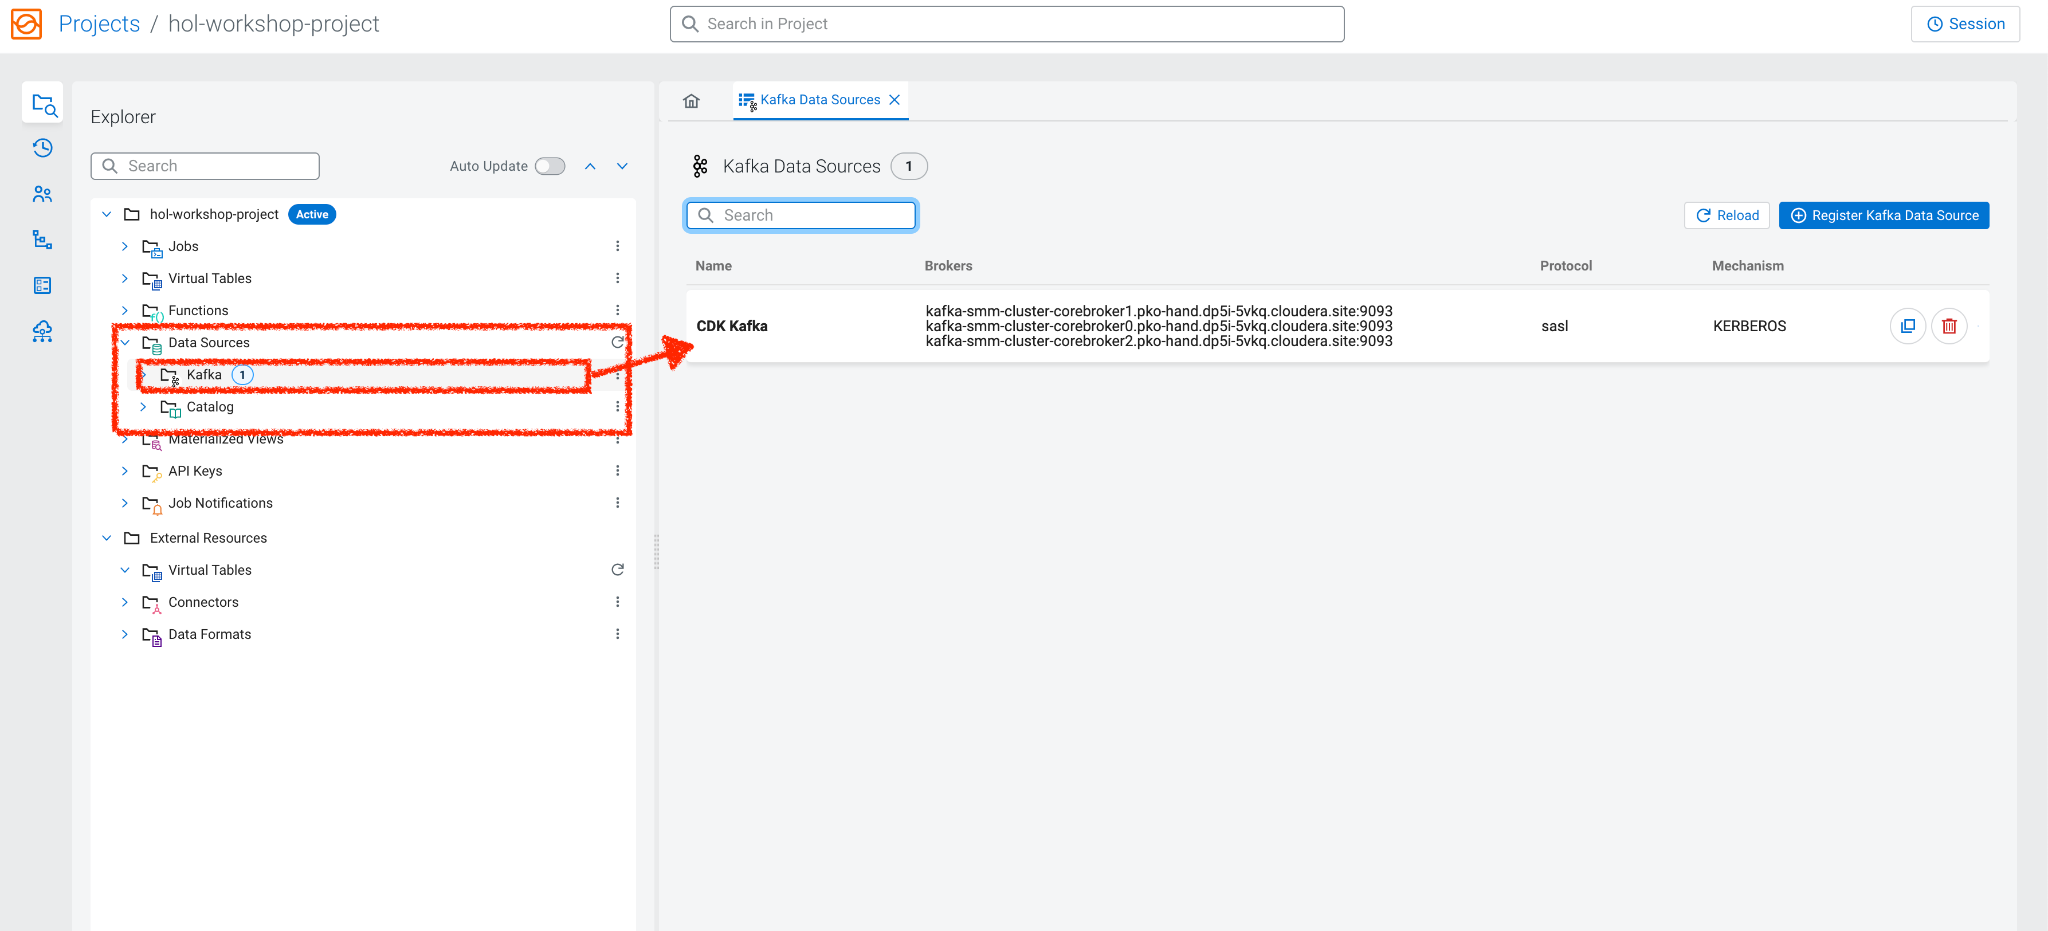 Projects / hol-workshop-project
Search in Project
Session
Explorer
Search
Auto Update
hol-workshop-project Active
Jobs
Virtual Tables
Functions
Data Sources
Kafka 1
Catalog
Materialized Views
API Keys
Job Notifications
External Resources
Virtual Tables
Connectors
Data Formats
Kafka Data Sources
Kafka Data Sources 1
Search
Reload
Register Kafka Data Source
Name Brokers Protocol Mechanism
kafka-smm-cluster-corebroker1.pko-hand.dp5i-5vkq.cloudera.site:9093
CDK Kafka kafka-smm-cluster-corebroker0.pko-hand.dp5i-5vkq.cloudera.site:9093 sasl KERBEROS
kafka-smm-cluster-corebroker2.pko-hand.dp5i-5vkq.cloudera.site:9093